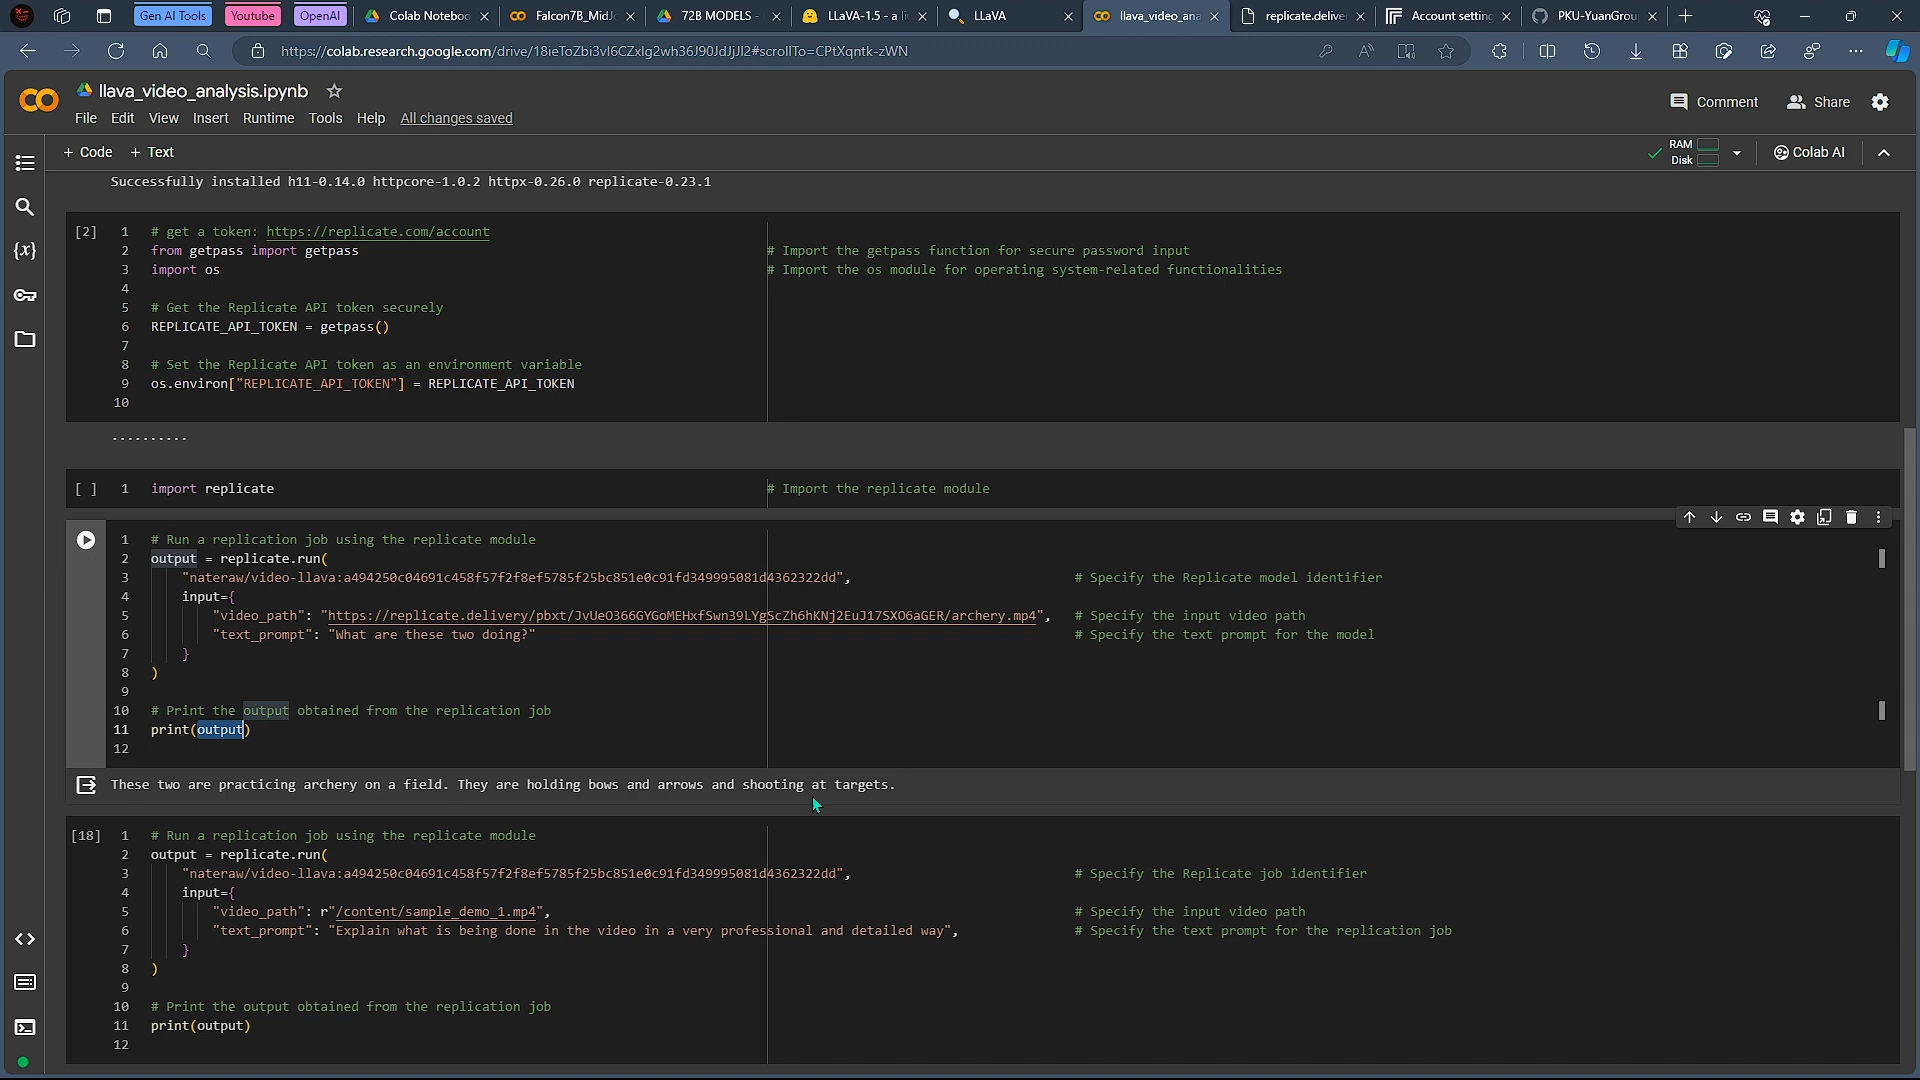 Gen AI Tools
Youtube
OpenAI
Colab Noteboo
Falcon7B_Mid
72B MODELS -
LLaVA-1.5 - a li
LLaVA
llava_video_ana
replicate.delive
Account setting
PKU-YuanGrou
https://colab.research.google.com/drive/18ieToZbi3vI6CZxIg2wh36J90JdJjJl2#scrollTo=CPtXqntk-zWN
llava_video_analysis.ipynb
Comment
Share
File Edit View Insert Runtime Tools Help All changes saved
+ Code + Text
RAM
Disk
Colab AI
Successfully installed h11-0.14.0 httpcore-1.0.2 httpx-0.26.0 replicate-0.23.1
[2] 1 # get a token: https://replicate.com/account
2 from getpass import getpass # Import the getpass function for secure password input
3 import os # Import the os module for operating system-related functionalities
4
5 # Get the Replicate API token securely
6 REPLICATE_API_TOKEN = getpass()
7
8 # Set the Replicate API token as an environment variable
9 os.environ["REPLICATE_API_TOKEN"] = REPLICATE_API_TOKEN
10
··········
[ ] 1 import replicate # Import the replicate module
1 # Run a replication job using the replicate module
2 output = replicate.run(
3 "nateraw/video-llava:a494250c04691c458f57f2f8ef5785f25bc851e0c91fd349995081d4362322dd", # Specify the Replicate model identifier
4 input={
5 "video_path": "https://replicate.delivery/pbxt/JvUeO366GYGoMEHxfSwn39LYgScZh6hKNj2EuJ17SXO6aGER/archery.mp4", # Specify the input video path
6 "text_prompt": "What are these two doing?" # Specify the text prompt for the model
7 }
8 )
9
10 # Print the output obtained from the replication job
11 print(output)
12
These two are practicing archery on a field. They are holding bows and arrows and shooting at targets.
[18] 1 # Run a replication job using the replicate module
2 output = replicate.run(
3 "nateraw/video-llava:a494250c04691c458f57f2f8ef5785f25bc851e0c91fd349995081d4362322dd", # Specify the Replicate job identifier
4 input={
5 "video_path": r"/content/sample_demo_1.mp4", # Specify the input video path
6 "text_prompt": "Explain what is being done in the video in a very professional and detailed way", # Specify the text prompt for the replication job
7 }
8 )
9
10 # Print the output obtained from the replication job
11 print(output)
12